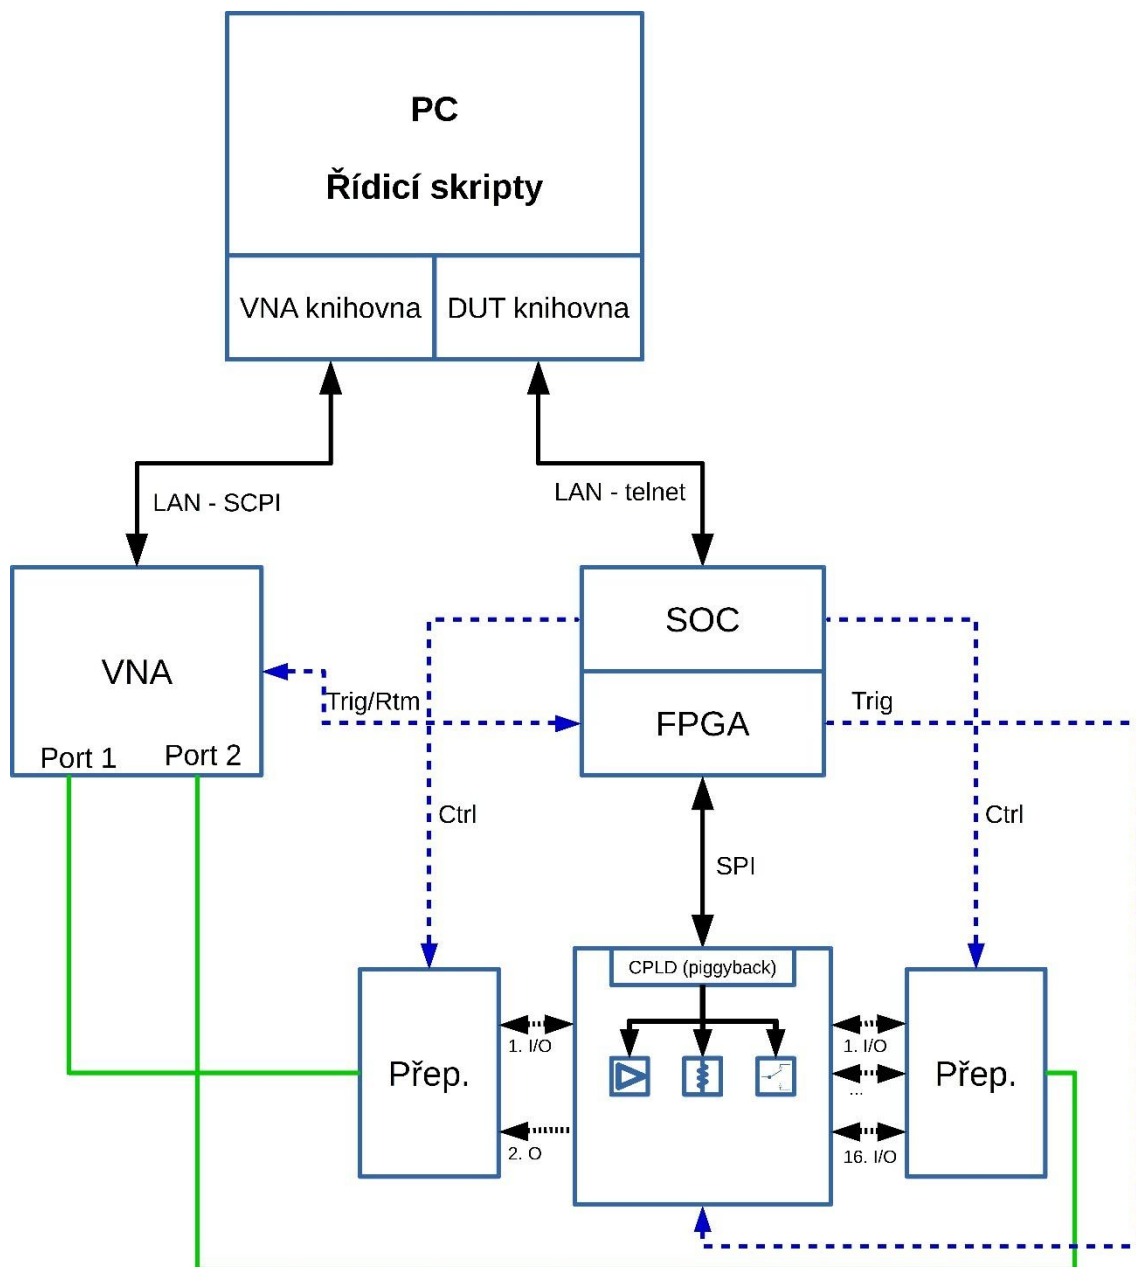 PC
Řídicí skripty
VNA knihovna
DUT knihovna
LAN - SCPI
LAN - telnet
VNA
Port 1
Port 2
SOC
FPGA
Trig/Rtm
Trig
Ctrl
Ctrl
SPI
CPLD (piggyback)
Přep.
1. I/O
2. O
1. I/O
...
16. I/O
Přep.